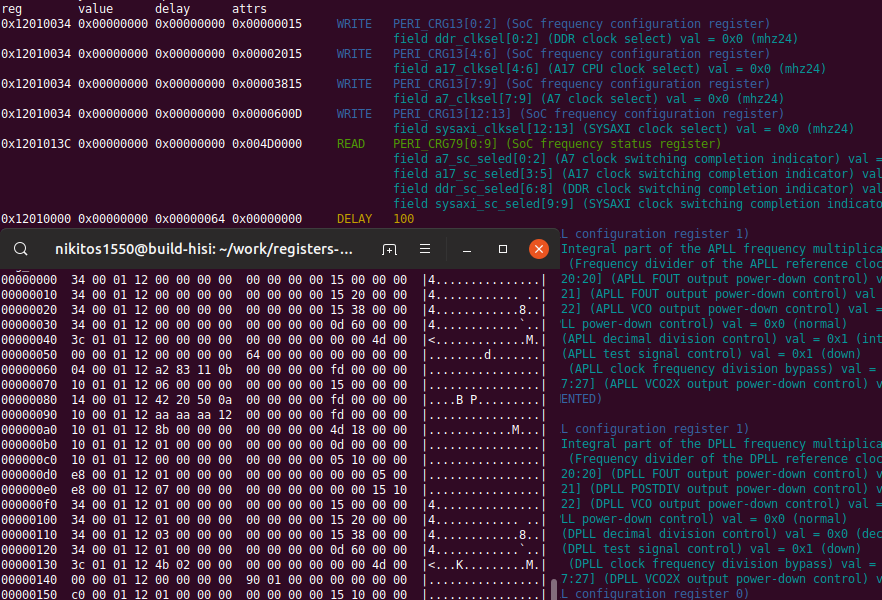 reg value delay attrs
0x12010034 0x00000000 0x00000000 0x00000015 WRITE PERI_CRG13[0:2] (SoC frequency configuration register)
field ddr_clksel[0:2] (DDR clock select) val = 0x0 (mhz24)
0x12010034 0x00000000 0x00000000 0x00002015 WRITE PERI_CRG13[4:6] (SoC frequency configuration register)
field a17_clksel[4:6] (A17 CPU clock select) val = 0x0 (mhz24)
0x12010034 0x00000000 0x00000000 0x00003815 WRITE PERI_CRG13[7:9] (SoC frequency configuration register)
field a7_clksel[7:9] (A7 clock select) val = 0x0 (mhz24)
0x12010034 0x00000000 0x00000000 0x0000600D WRITE PERI_CRG13[12:13] (SoC frequency configuration register)
field sysaxi_clksel[12:13] (SYSAXI clock select) val = 0x0 (mhz24)
0x1201013C 0x00000000 0x00000000 0x004D0000 READ PERI_CRG79[0:9] (SoC frequency status register)
field a7_sc_seled[0:2] (A7 clock switching completion indicator) val =
field a17_sc_seled[3:5] (A17 clock switching completion indicator) val
field ddr_sc_seled[6:8] (DDR clock switching completion indicator) val
field sysaxi_sc_seled[9:9] (SYSAXI clock switching completion indicato
0x12010000 0x00000000 0x00000064 0x00000000 DELAY 100
nikitos1550@build-hisi: ~/work/registers-...
LL configuration register 1)
Integral part of the APLL frequency multiplica
(Frequency divider of the APLL reference cloc
00000000 34 00 01 12 00 00 00 00 00 00 00 00 15 00 00 00 |4...............|
20:20] (APLL FOUT output power-down control) v
00000010 34 00 01 12 00 00 00 00 00 00 00 00 15 20 00 00 |4............ ..|
21] (APLL FOUT output power-down control) val
00000020 34 00 01 12 00 00 00 00 00 00 00 00 15 38 00 00 |4............8..|
22] (APLL VCO output power-down control) val =
00000030 34 00 01 12 00 00 00 00 00 00 00 00 0d 60 00 00 |4............`..|
LL power-down control) val = 0x0 (normal)
00000040 3c 01 01 12 00 00 00 00 00 00 00 00 00 00 4d 00 |<.............M.|
(APLL decimal division control) val = 0x1 (int
00000050 00 00 01 12 00 00 00 00 64 00 00 00 00 00 00 00 |........d.......|
(APLL test signal control) val = 0x1 (down)
00000060 04 00 01 12 a2 83 11 0b 00 00 00 00 fd 00 00 00 |................|
(APLL clock frequency division bypass) val =
00000070 10 01 01 12 06 00 00 00 00 00 00 00 15 00 00 00 |................|
7:27] (APLL VCO2X output power-down control) v
00000080 14 00 01 12 42 20 50 0a 00 00 00 00 fd 00 00 00 |....B P.........|
MENTED)
00000090 10 00 01 12 aa aa aa 12 00 00 00 00 fd 00 00 00 |................|
000000a0 10 01 01 12 8b 00 00 00 00 00 00 00 4d 18 00 00 |............M...|
LL configuration register 1)
000000b0 10 01 01 12 01 00 00 00 00 00 00 00 0d 00 00 00 |................|
Integral part of the DPLL frequency multiplica
000000c0 10 01 01 12 00 00 00 00 00 00 00 00 05 10 00 00 |................|
(Frequency divider of the DPLL reference cloc
000000d0 e8 00 01 12 01 00 00 00 00 00 00 00 00 00 05 00 |................|
20:20] (DPLL FOUT output power-down control) v
000000e0 e8 00 01 12 07 00 00 00 00 00 00 00 00 00 15 10 |................|
21] (DPLL POSTDIV output power-down control) v
000000f0 34 00 01 12 01 00 00 00 00 00 00 00 15 00 00 00 |4...............|
22] (DPLL VCO output power-down control) val =
00000100 34 00 01 12 01 00 00 00 00 00 00 00 15 20 00 00 |4............ ..|
LL power-down control) val = 0x0 (normal)
00000110 34 00 01 12 03 00 00 00 00 00 00 00 15 38 00 00 |4............8..|
(DPLL decimal division control) val = 0x0 (dec
00000120 34 00 01 12 01 00 00 00 00 00 00 00 0d 60 00 00 |4............`..|
(DPLL test signal control) val = 0x1 (down)
00000130 3c 01 01 12 4b 02 00 00 00 00 00 00 00 00 4d 00 |<...K.........M.|
(DPLL clock frequency division bypass) val =
00000140 00 00 01 12 00 00 00 00 90 01 00 00 00 00 00 00 |................|
7:27] (DPLL VCO2X output power-down control) v
00000150 c0 00 01 12 01 00 00 00 00 00 00 00 15 10 00 00 |................|
LL configuration register 0)